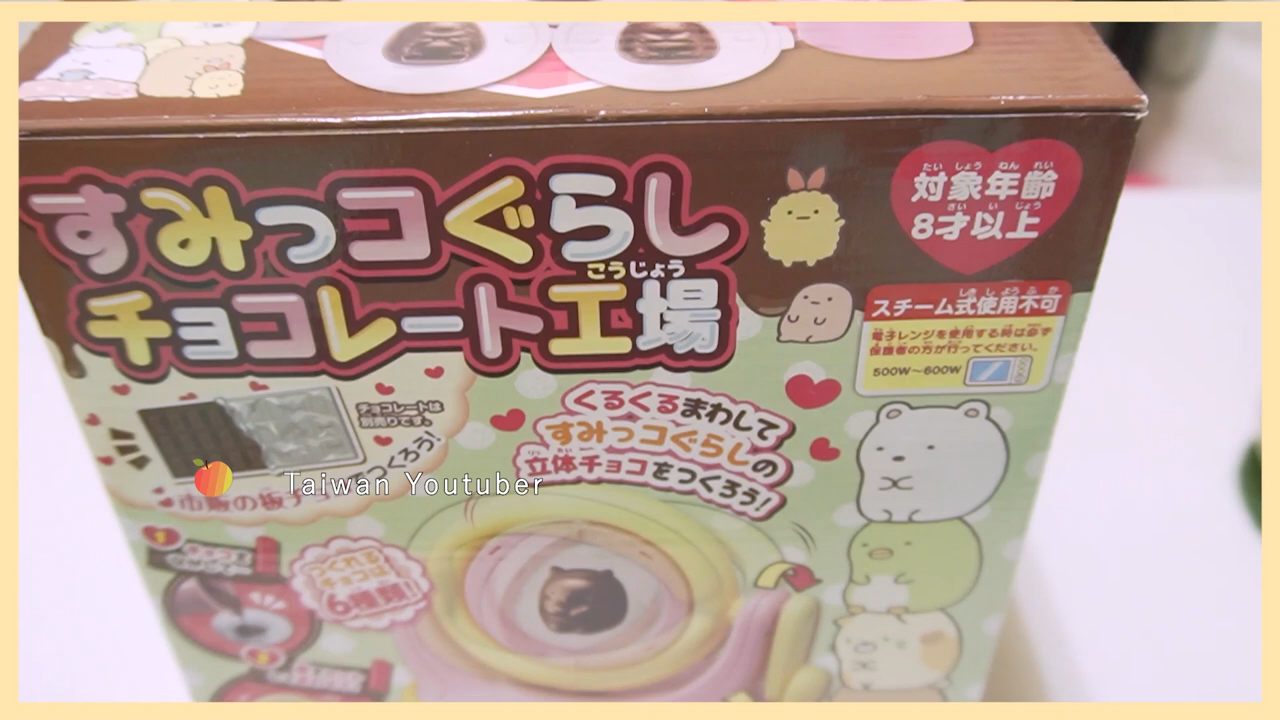 すみっコぐらし
こうじょう
チョコレート工場
たいしょうねんれい
対象年齢
さいいじょう
8才以上
スチーム式使用不可
電子レンジを使用する時は必ず
保護者の方が行ってください。
500W～600W
チョコレートは
別売りです。
つくろう!
市販の板チ
くるくるまわして
すみっコぐらしの
りったい
立体チョコをつくろう!
Taiwan Youtuber
1
つくれる
チョコは
6種類!
2